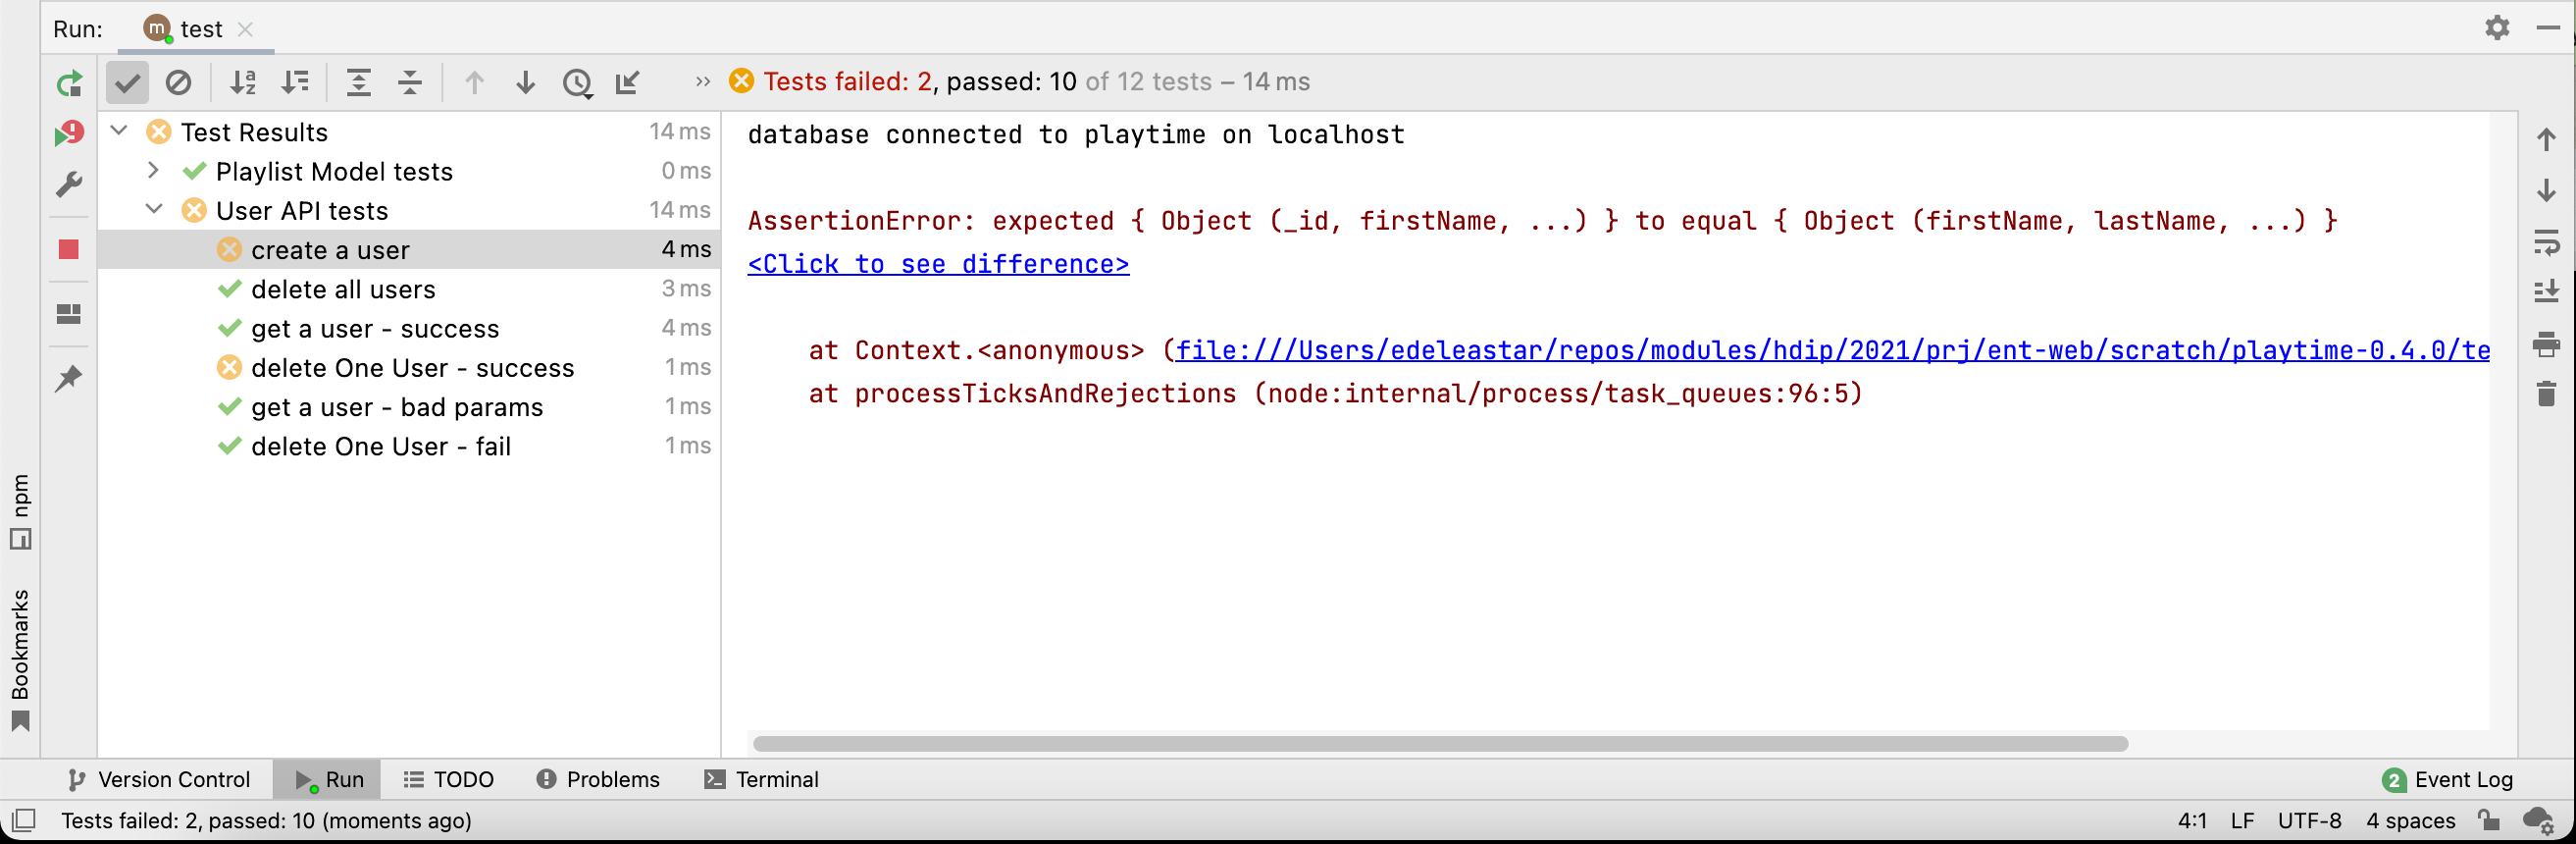 Run: test
Tests failed: 2, passed: 10 of 12 tests – 14 ms
Test Results 14 ms
Playlist Model tests 0 ms
User API tests 14 ms
create a user 4 ms
delete all users 3 ms
get a user - success 4 ms
delete One User - success 1 ms
get a user - bad params 1 ms
delete One User - fail 1 ms
database connected to playtime on localhost
AssertionError: expected { Object (_id, firstName, ...) } to equal { Object (firstName, lastName, ...) }
<Click to see difference>
at Context.<anonymous> (file:///Users/edeleastar/repos/modules/hdip/2021/prj/ent-web/scratch/playtime-0.4.0/te
at processTicksAndRejections (node:internal/process/task_queues:96:5)
npm
Bookmarks
Version Control Run TODO Problems Terminal 2 Event Log
Tests failed: 2, passed: 10 (moments ago) 4:1 LF UTF-8 4 spaces